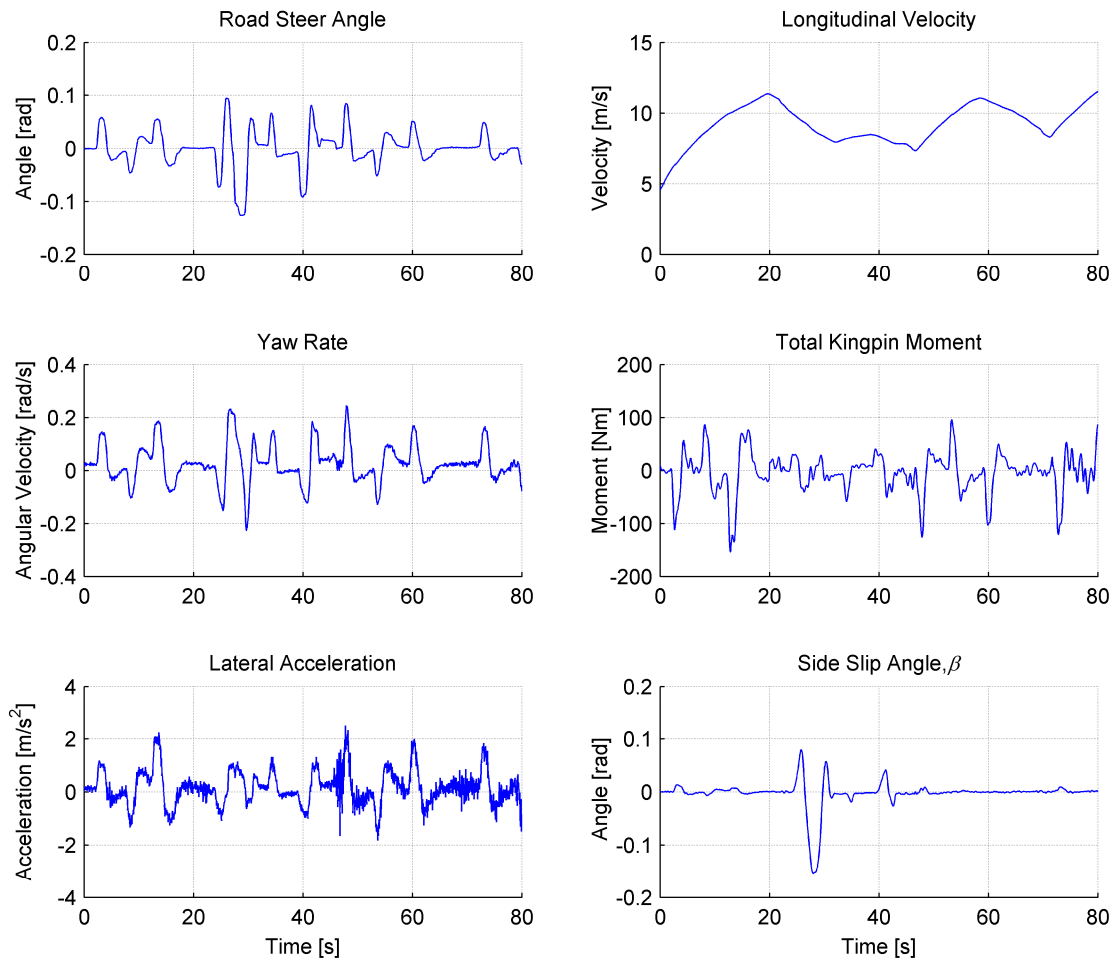 Road Steer Angle
Angle [rad]
0.2
0.1
0
-0.1
-0.2
0 20 40 60 80
Longitudinal Velocity
Velocity [m/s]
15
10
5
0
0 20 40 60 80
Yaw Rate
Angular Velocity [rad/s]
0.4
0.2
0
-0.2
-0.4
0 20 40 60 80
Total Kingpin Moment
Moment [Nm]
200
100
0
-100
-200
0 20 40 60 80
Lateral Acceleration
Acceleration [m/s²]
4
2
0
-2
-4
0 20 40 60 80
Time [s]
Side Slip Angle,β
Angle [rad]
0.2
0.1
0
-0.1
-0.2
0 20 40 60 80
Time [s]